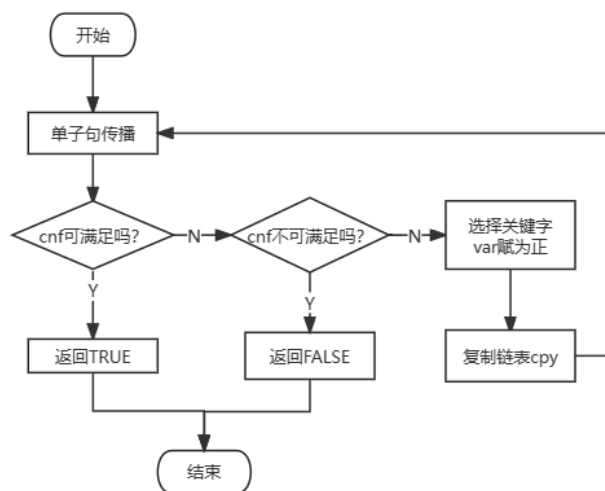 开始
单子句传播
cnf可满足吗?
N
cnf不可满足吗?
N
选择关键字
var赋为正
Y
Y
返回TRUE
返回FALSE
复制链表cpy
结束